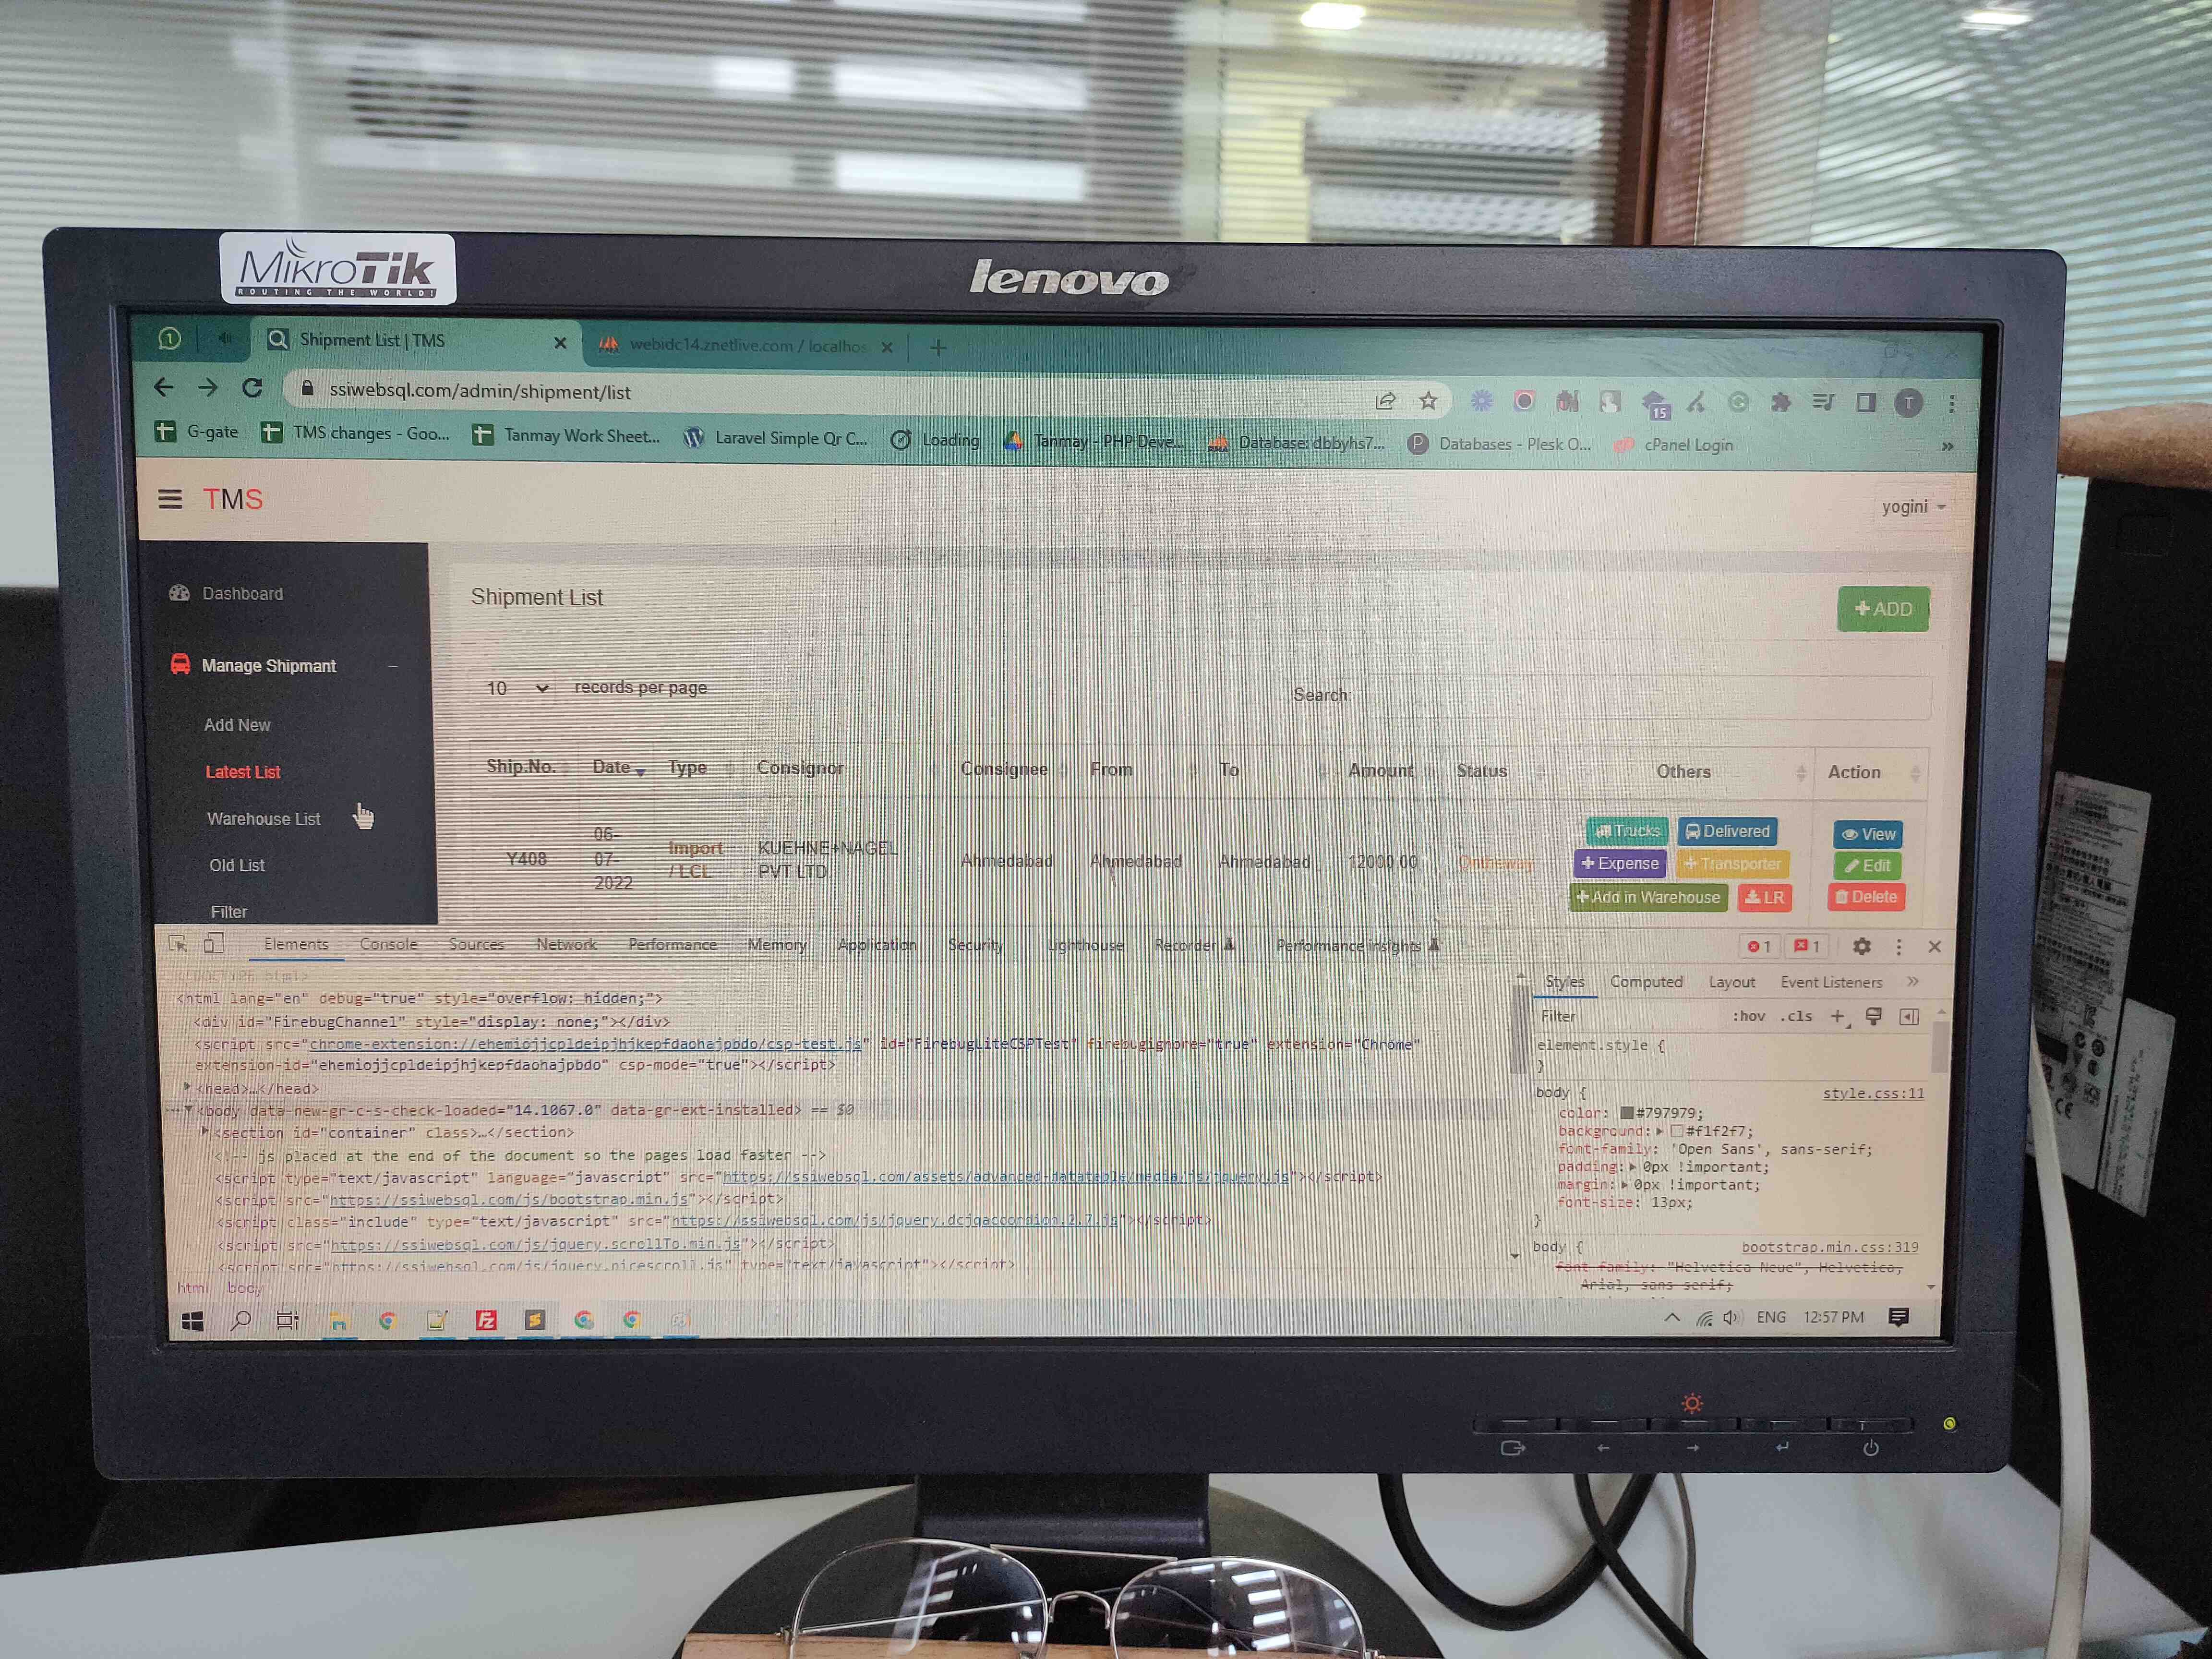 MikroTik
ROUTING THE WORLD!
lenovo
Shipment List | TMS
webidc14.znetlive.com / localhos
ssiwebsql.com/admin/shipment/list
15
T
G-gate
TMS changes - Goo...
Tanmay Work Sheet...
Laravel Simple Qr C...
Loading
Tanmay - PHP Deve...
Database: dbbyhs7...
Databases - Plesk O...
cPanel Login
TMS
yogini
Dashboard
Manage Shipmant
Add New
Latest List
Warehouse List
Old List
Filter
Shipment List
+ ADD
10 records per page
Search:
Ship.No. Date Type Consignor Consignee From To Amount Status Others Action
Y408
06-
07-
2022
Import
/ LCL
KUEHNE+NAGEL
PVT LTD.
Ahmedabad
Ahmedabad
Ahmedabad
12000.00
Ontheway
Trucks
Delivered
+ Expense
+ Transporter
+ Add in Warehouse
LR
View
Edit
Delete
Elements Console Sources Network Performance Memory Application Security Lighthouse Recorder Performance insights
1
1
<!DOCTYPE html>
<html lang="en" debug="true" style="overflow: hidden;">
<div id="FirebugChannel" style="display: none;"></div>
<script src="chrome-extension://ehemiojjcpldeipjhjkepfdaohajpbdo/csp-test.js" id="FirebugLiteCSPTest" firebugignore="true" extension="Chrome"
extension-id="ehemiojjcpldeipjhjkepfdaohajpbdo" csp-mode="true"></script>
<head>…</head>
<body data-new-gr-c-s-check-loaded="14.1067.0" data-gr-ext-installed> == $0
<section id="container" class>…</section>
<!-- js placed at the end of the document so the pages load faster -->
<script type="text/javascript" language="javascript" src="https://ssiwebsql.com/assets/advanced-datatable/media/js/jquery.js"></script>
<script src="https://ssiwebsql.com/js/bootstrap.min.js"></script>
<script class="include" type="text/javascript" src="https://ssiwebsql.com/js/jquery.dcjqaccordion.2.7.js"></script>
<script src="https://ssiwebsql.com/js/jquery.scrollTo.min.js"></script>
<script src="https://ssiwebsql.com/js/jquery.nicescroll.js" type="text/javascript"></script>
html body
Styles Computed Layout Event Listeners
Filter
:hov .cls
element.style {
}
body {
style.css:11
color: #797979;
background: #f1f2f7;
font-family: 'Open Sans', sans-serif;
padding: 0px !important;
margin: 0px !important;
font-size: 13px;
}
body {
bootstrap.min.css:319
font-family: "Helvetica Neue", Helvetica,
Arial, sans-serif;
ENG 12:57 PM